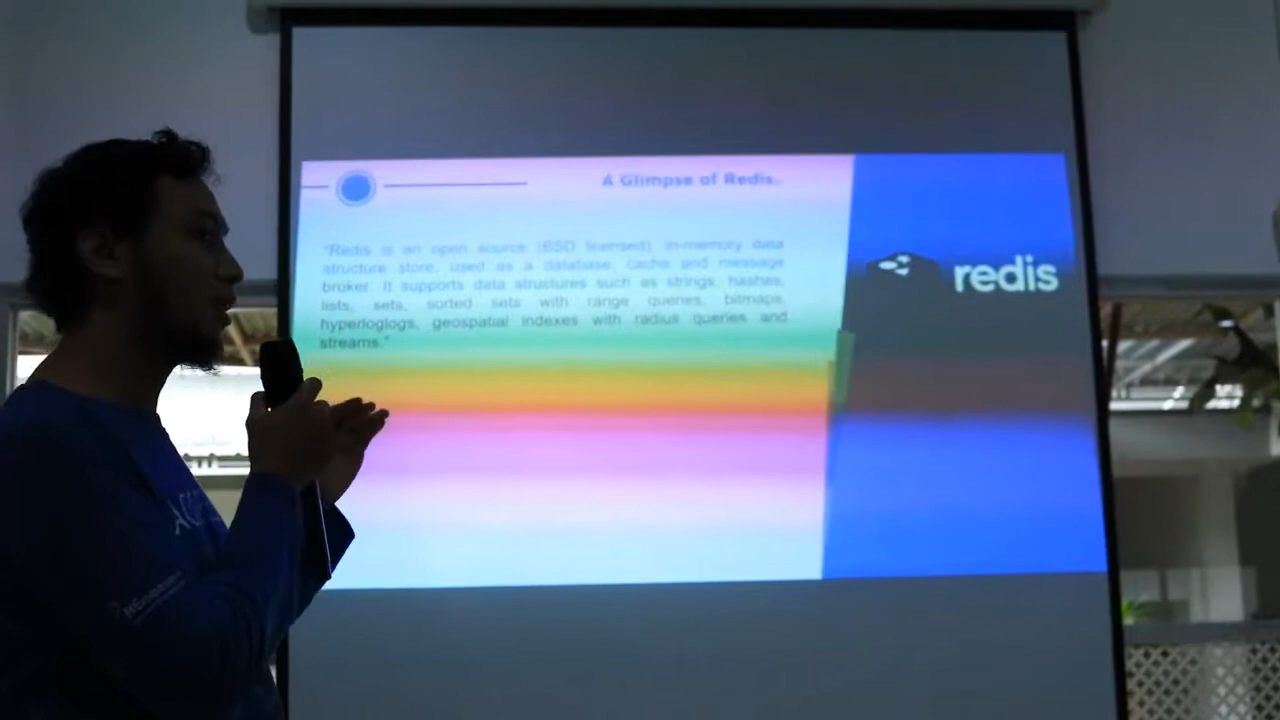 A Glimpse of Redis.
"Redis is an open source (BSD licensed), in-memory data
structure store, used as a database, cache and message
broker. It supports data structures such as strings, hashes,
lists, sets, sorted sets with range queries, bitmaps,
hyperloglogs, geospatial indexes with radius queries and
streams."
redis